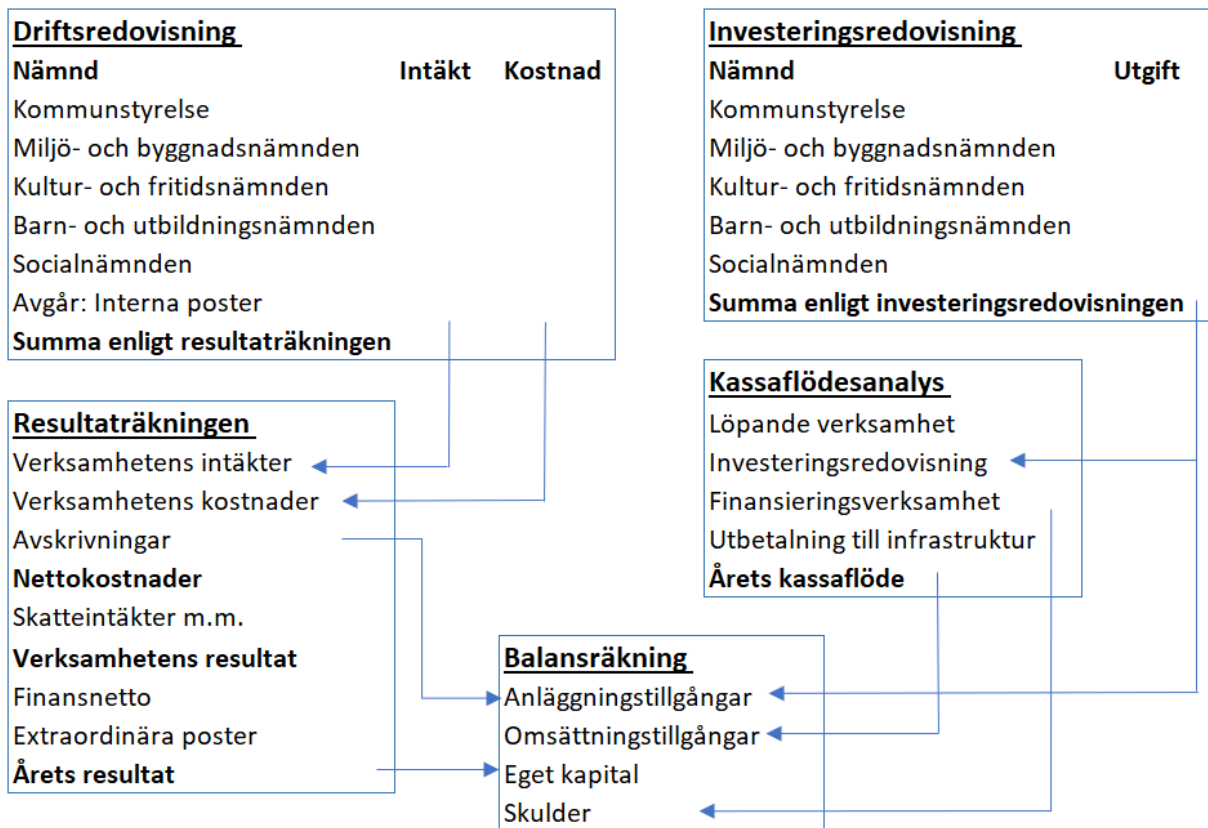 Driftsredovisning
Nämnd Intäkt Kostnad
Kommunstyrelse
Miljö- och byggnadsnämnden
Kultur- och fritidsnämnden
Barn- och utbildningsnämnden
Socialnämnden
Avgår: Interna poster
Summa enligt resultaträkningen
Investeringsredovisning
Nämnd Utgift
Kommunstyrelse
Miljö- och byggnadsnämnden
Kultur- och fritidsnämnden
Barn- och utbildningsnämnden
Socialnämnden
Summa enligt investeringsredovisningen
Resultaträkningen
Verksamhetens intäkter
Verksamhetens kostnader
Avskrivningar
Nettokostnader
Skatteintäkter m.m.
Verksamhetens resultat
Finansnetto
Extraordinära poster
Årets resultat
Kassaflödesanalys
Löpande verksamhet
Investeringsredovisning
Finansieringsverksamhet
Utbetalning till infrastruktur
Årets kassaflöde
Balansräkning
Anläggningstillgångar
Omsättningstillgångar
Eget kapital
Skulder